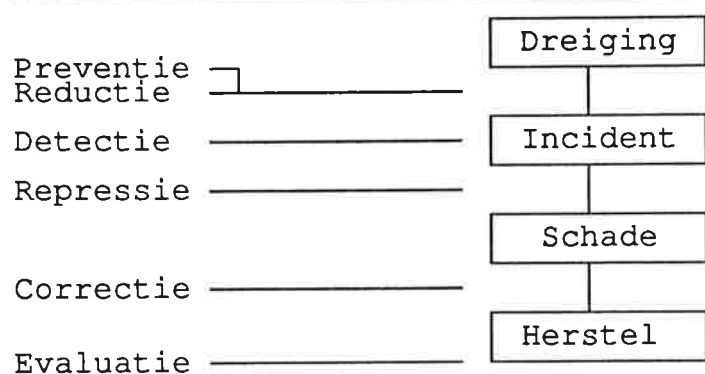 Dreiging
Preventie
Reductie
Detectie
Incident
Repressie
Schade
Correctie
Herstel
Evaluatie